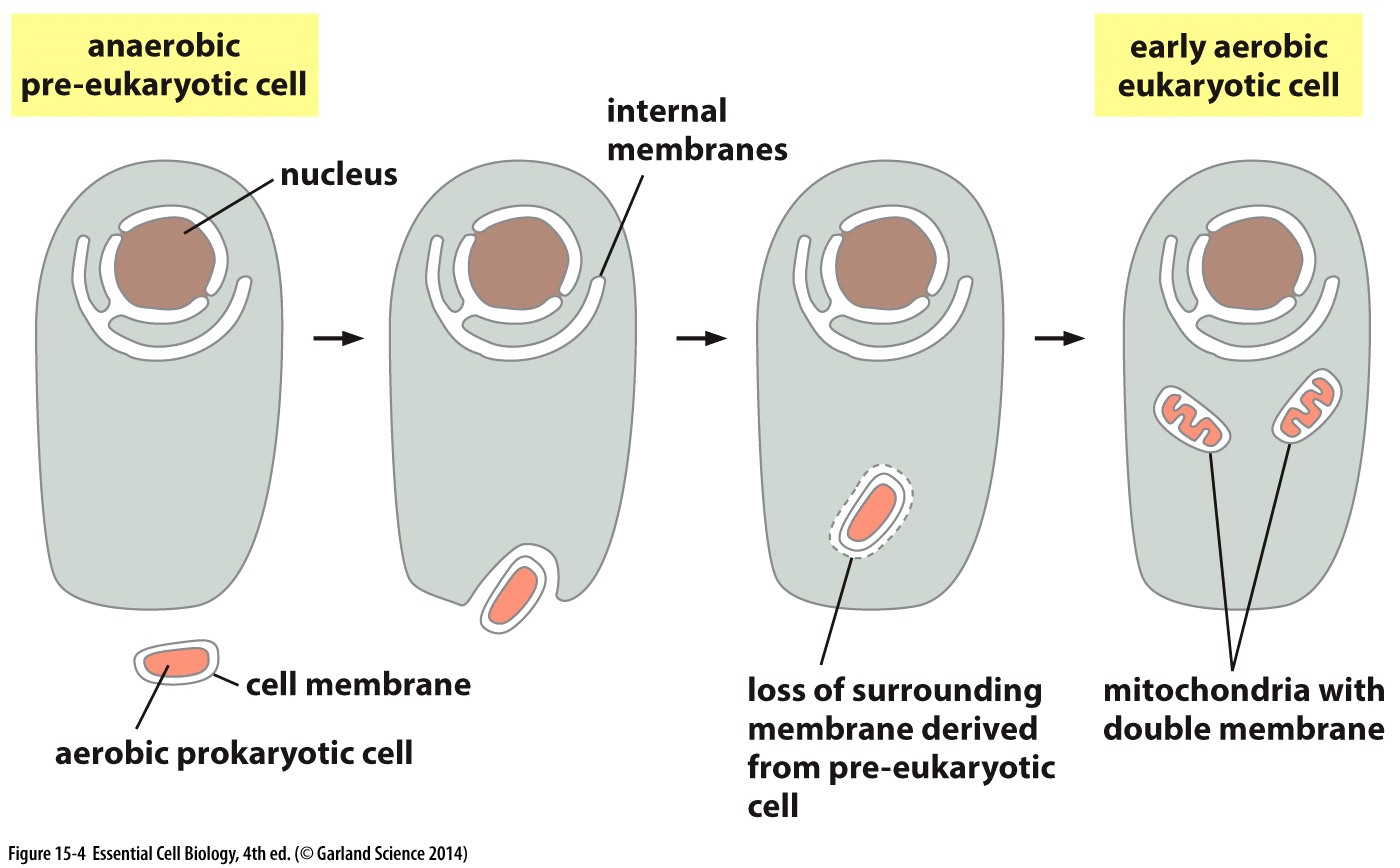 anaerobic
pre-eukaryotic cell
early aerobic
eukaryotic cell
internal
membranes
nucleus
cell membrane
aerobic prokaryotic cell
loss of surrounding
membrane derived
from pre-eukaryotic
cell
mitochondria with
double membrane
Figure 15-4 Essential Cell Biology, 4th ed. (© Garland Science 2014)